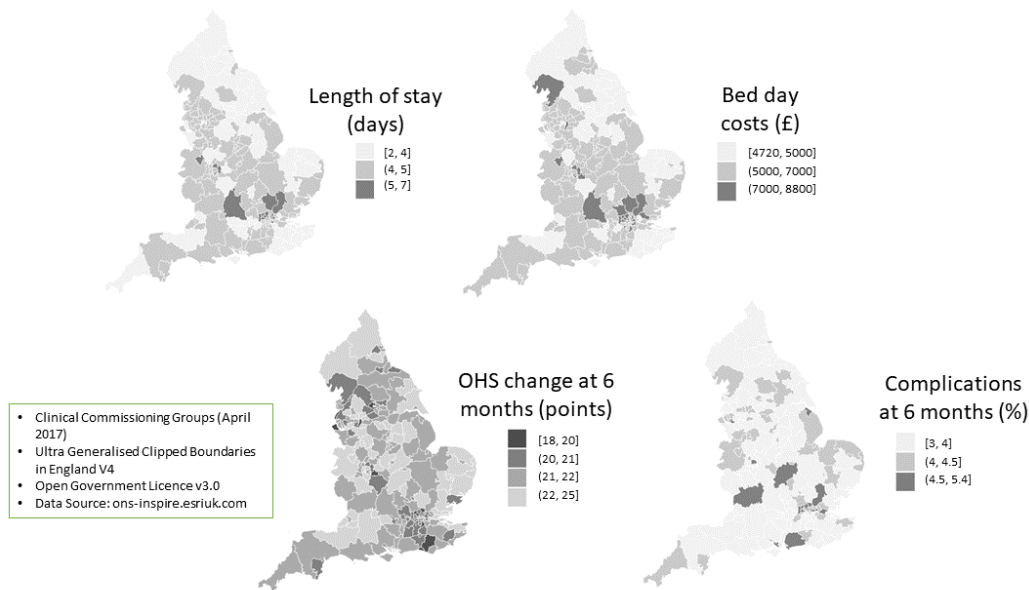 Length of stay
(days)
[2, 4]
(4, 5]
(5, 7]
Bed day
costs (£)
[4720, 5000]
(5000, 7000]
(7000, 8800]
OHS change at 6
months (points)
[18, 20]
(20, 21]
(21, 22]
(22, 25]
Complications
at 6 months (%)
[3, 4]
(4, 4.5]
(4.5, 5.4]
• Clinical Commissioning Groups (April
2017)
• Ultra Generalised Clipped Boundaries
in England V4
• Open Government Licence v3.0
• Data Source: ons-inspire.esriuk.com